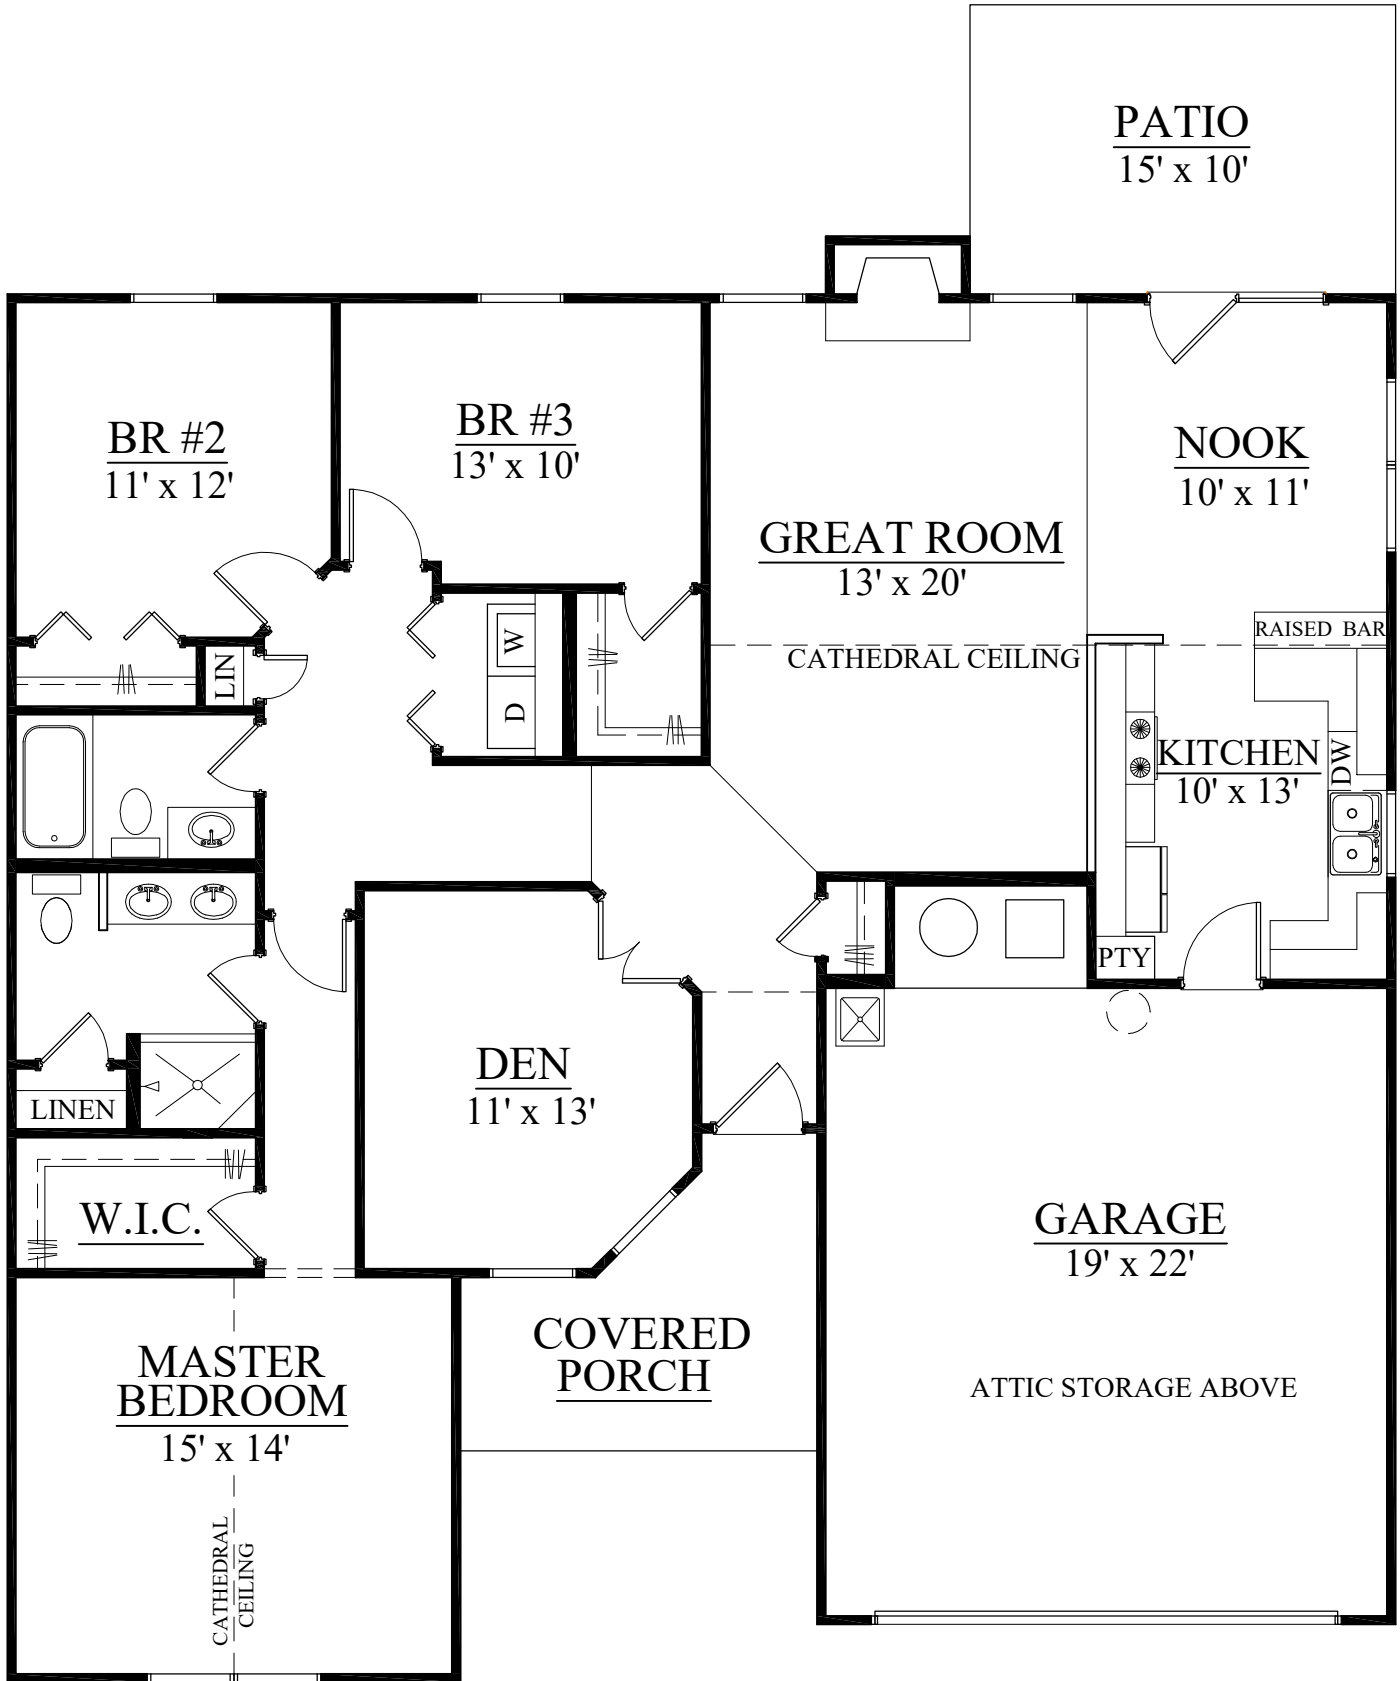 PATIO
15' x 10'
BR #2
11' x 12'
BR #3
13' x 10'
NOOK
10' x 11'
GREAT ROOM
13' x 20'
CATHEDRAL CEILING
RAISED BAR
LIN
W
D
KITCHEN
10' x 13'
DW
PTY
DEN
11' x 13'
LINEN
W.I.C.
GARAGE
19' x 22'
ATTIC STORAGE ABOVE
COVERED
PORCH
MASTER
BEDROOM
15' x 14'
CATHEDRAL
CEILING